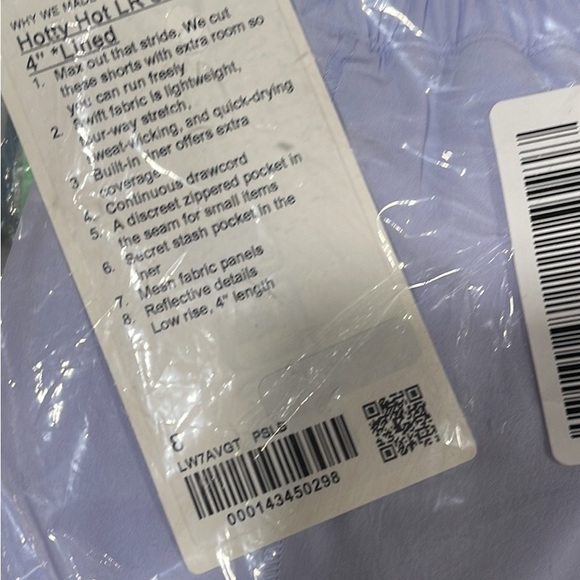 WHY WE MADE
Hotty Hot LR
4" *Lined
1. Max out that stride. We cut
these shorts with extra room so
you can run freely
2. Swift fabric is lightweight,
four-way stretch,
sweat-wicking, and quick-drying
3. Built-in liner offers extra
coverage
4. Continuous drawcord
5. A discreet zippered pocket in
the seam for small items
6. Secret stash pocket in the
liner
7. Mesh fabric panels
8. Reflective details
Low rise, 4" length
LW7AVGT PSLB
000143450298